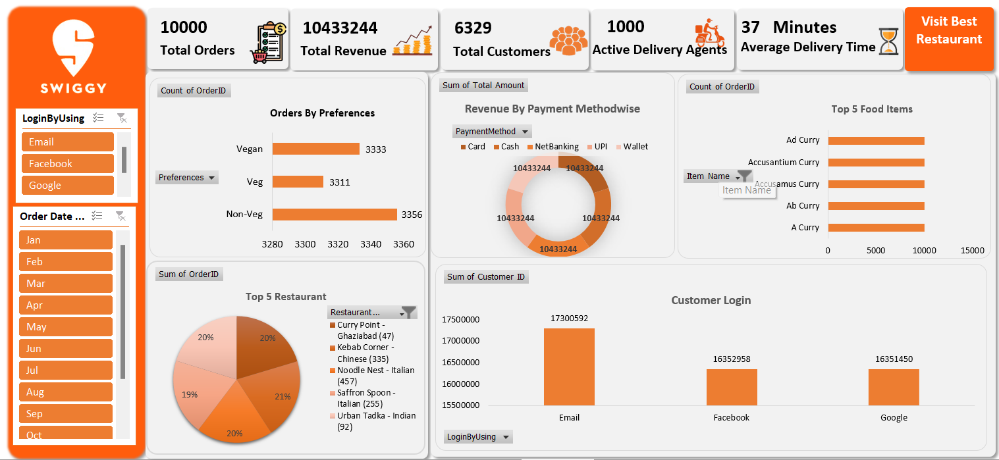 SWIGGY
LoginByUsing
Email
Facebook
Google
Order Date ...
Jan
Feb
Mar
Apr
May
Jun
Jul
Aug
Sep
Oct
10000
Total Orders
10433244
Total Revenue
6329
Total Customers
1000
Active Delivery Agents
37 Minutes
Average Delivery Time
Visit Best
Restaurant
Count of OrderID
Orders By Preferences
Preferences
Vegan
3333
Veg
3311
Non-Veg
3356
3280 3300 3320 3340 3360
Sum of Total Amount
Revenue By Payment Methodwise
PaymentMethod
Card Cash NetBanking UPI Wallet
10433244 10433244
10433244 10433244
10433244
Count of OrderID
Top 5 Food Items
Item Name
Item Name
Ad Curry
Accusantium Curry
Accusamus Curry
Ab Curry
A Curry
0 5000 10000 15000
Sum of OrderID
Top 5 Restaurant
Restaurant...
Curry Point -
Ghaziabad (47)
Kebab Corner -
Chinese (335)
Noodle Nest - Italian
(457)
Saffron Spoon -
Italian (255)
Urban Tadka - Indian
(92)
20% 20%
19% 21%
20%
Sum of Customer ID
Customer Login
17500000
17000000
16500000
16000000
15500000
17300592
16352958
16351450
Email Facebook Google
LoginByUsing